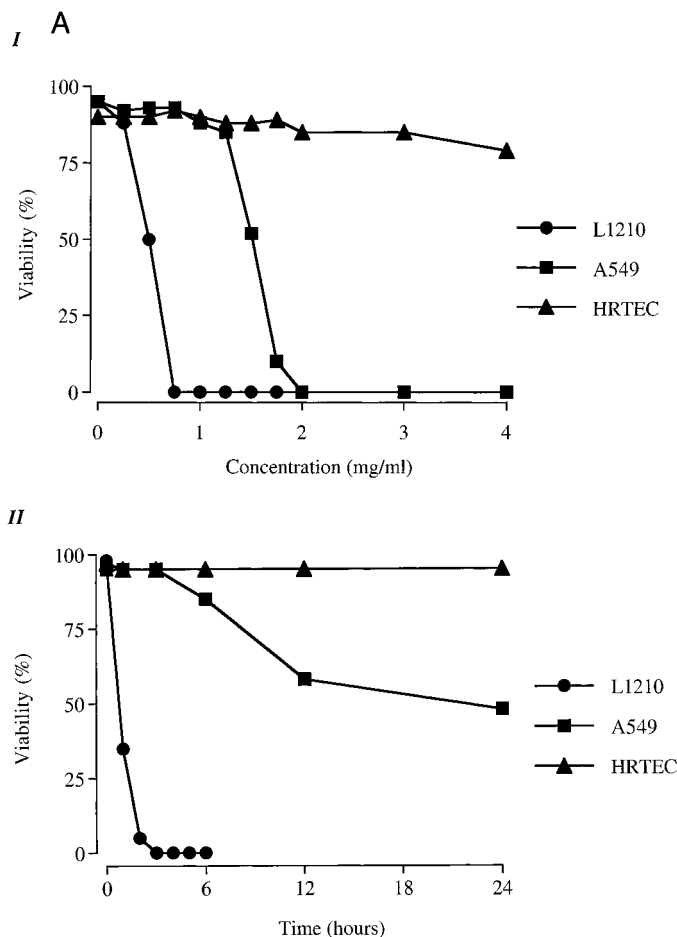 I A
100
75
50
25
0
Viability (%)
0 1 2 3 4
Concentration (mg/ml)
L1210
A549
HRTEC
II
100
75
50
25
0
Viability (%)
0 6 12 18 24
Time (hours)
L1210
A549
HRTEC